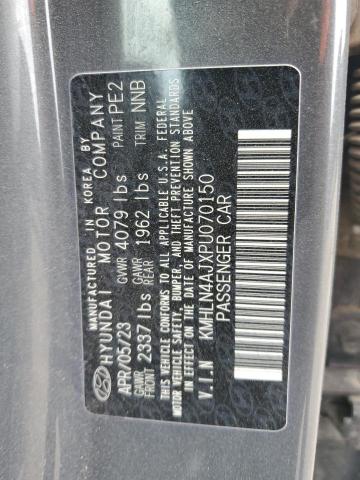 MANUFACTURED IN KOREA BY
HYUNDAI MOTOR COMPANY
APR/05/23 GVWR 4079 lbs PAINT PE2
GAWR FRONT 2337 lbs GAWR REAR 1962 lbs TRIM NNB
THIS VEHICLE CONFORMS TO ALL APPLICABLE U.S.A. FEDERAL
MOTOR VEHICLE SAFETY, BUMPER, AND THEFT PREVENTION STANDARDS
IN EFFECT ON THE DATE OF MANUFACTURE SHOWN ABOVE.
V.I.N KMHLN4AJXPU070150
PASSENGER CAR